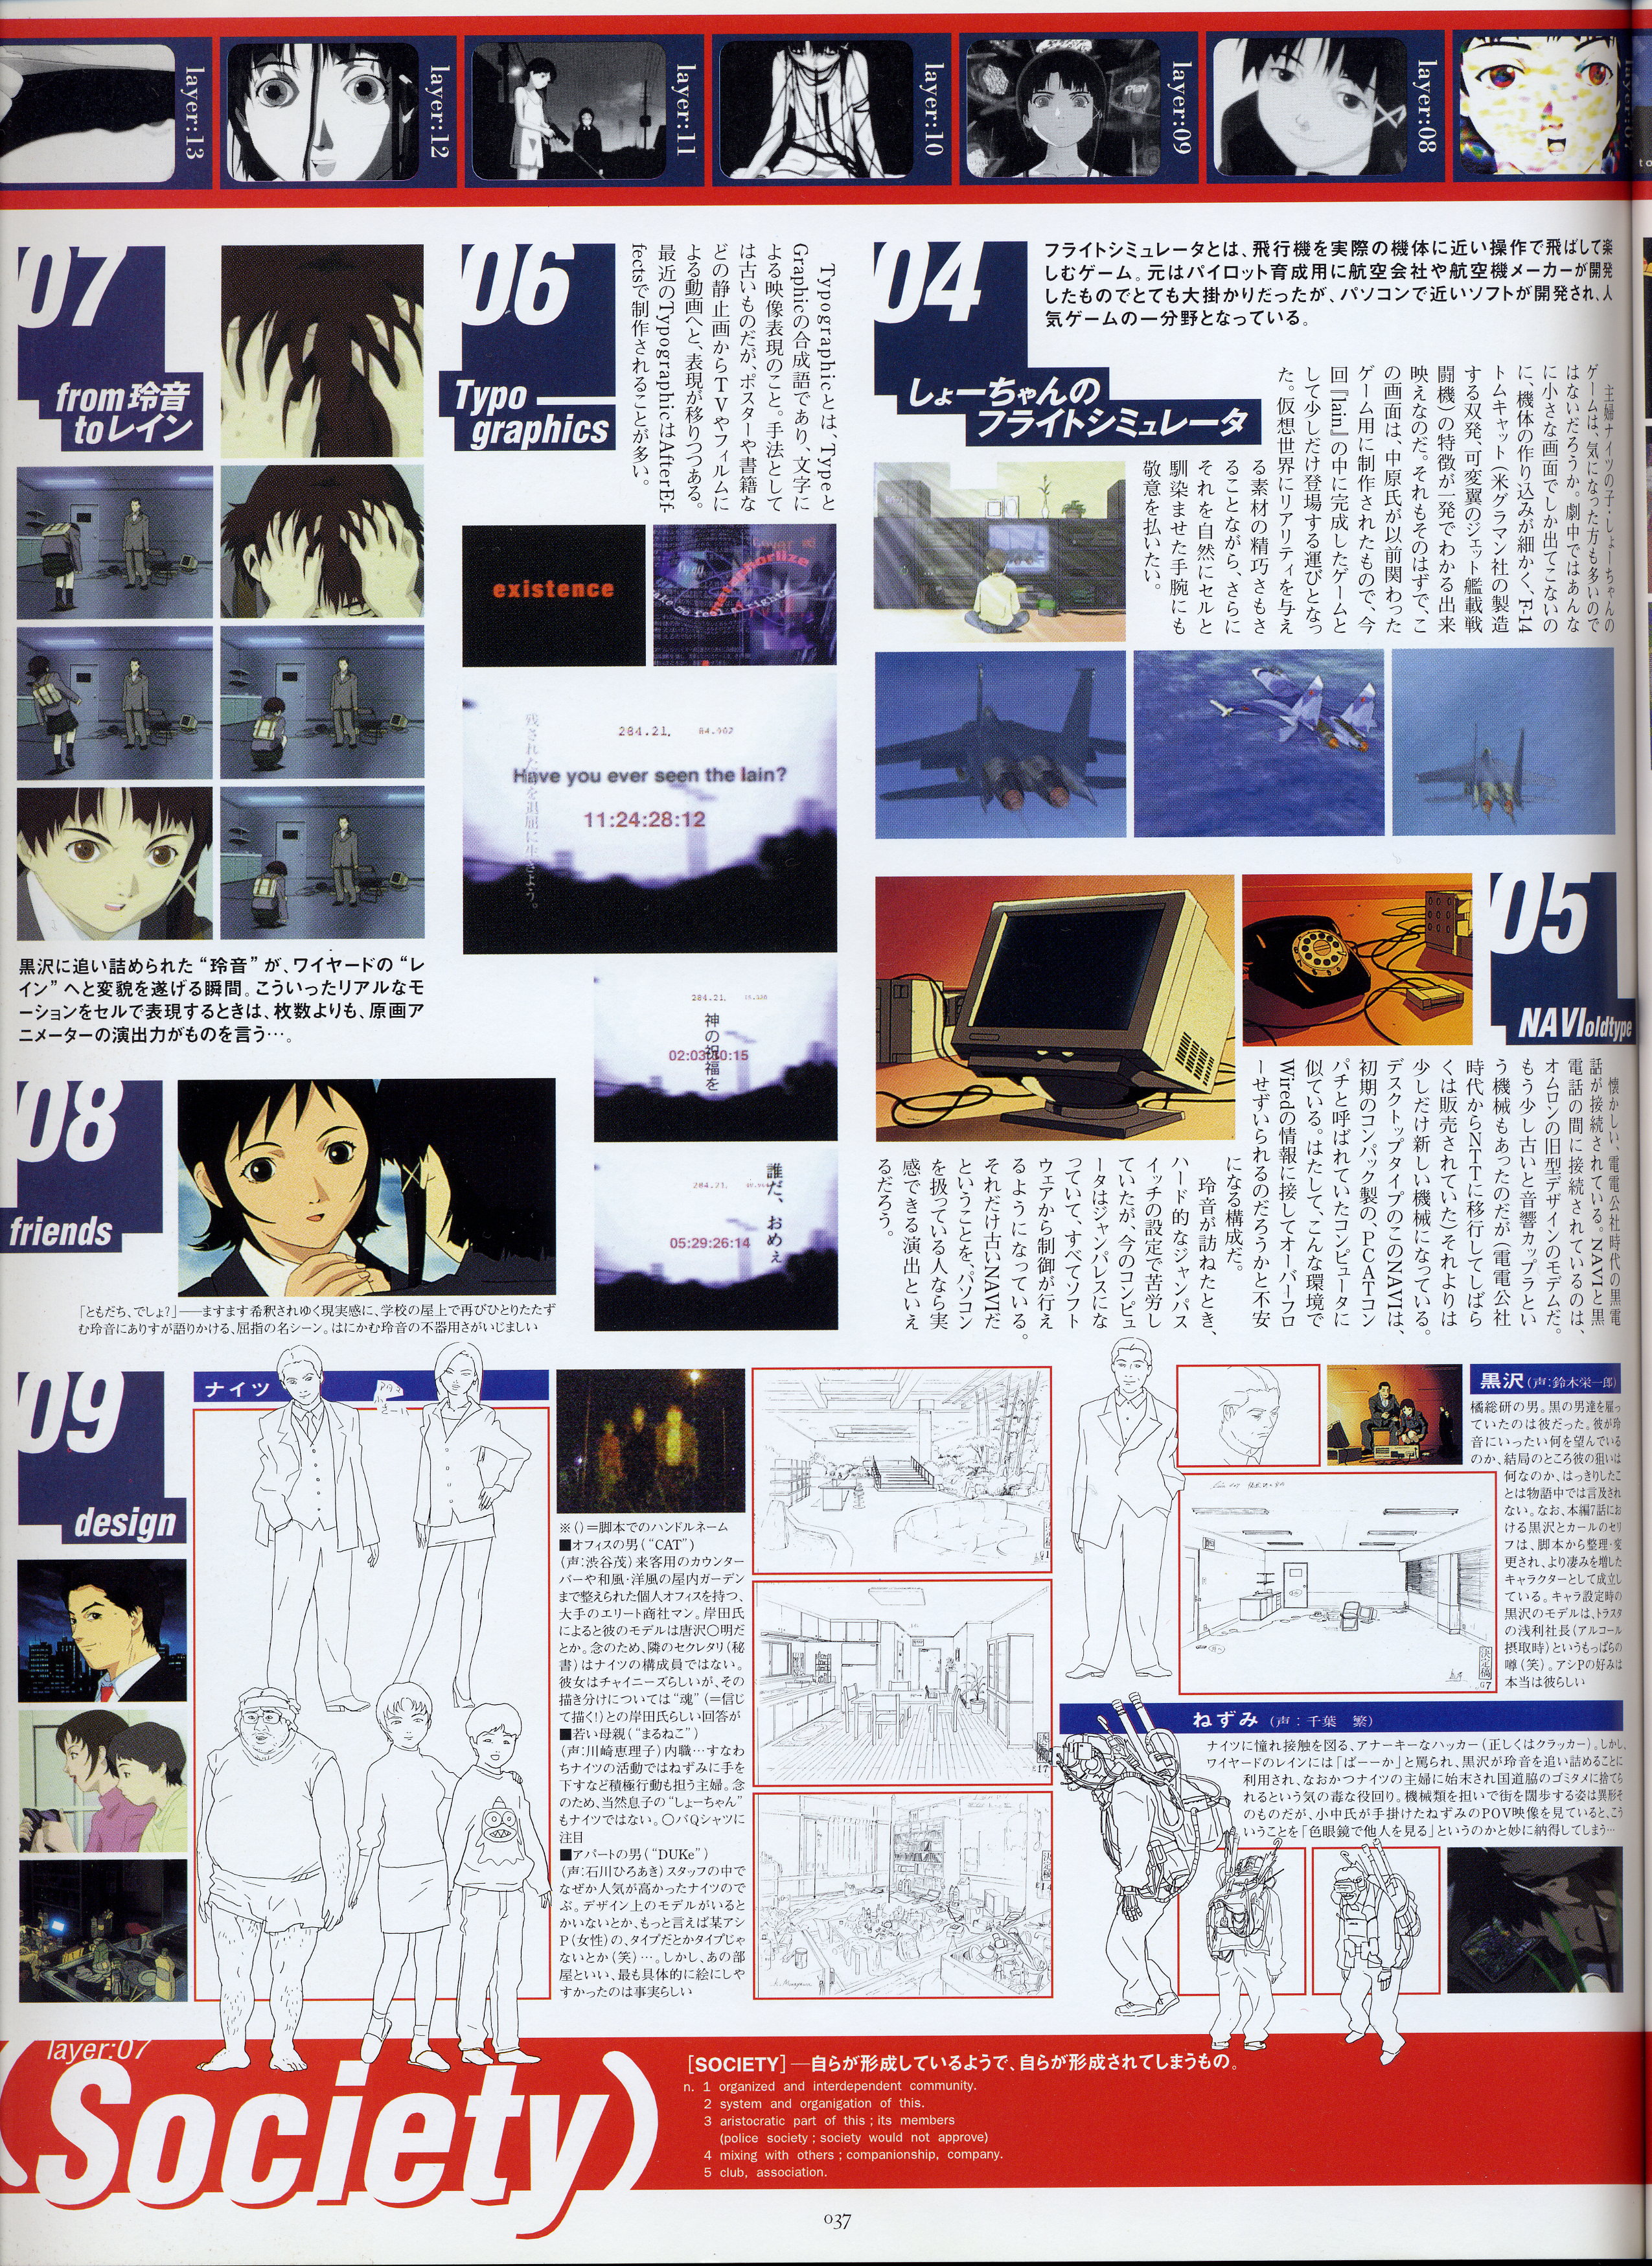 layer:13
layer:12
layer:11
layer:10
layer:09
layer:08
04
しょーちゃんの
フライトシミュレータ
フライトシミュレータとは、飛行機を実際の機体に近い操作で飛ばして楽
しむゲーム。元はパイロット育成用に航空会社や航空機メーカーが開発
したものでとても大掛かりだったが、パソコンで近いソフトが開発され、人
気ゲームの一分野となっている。
主婦ナイツの子・しょーちゃんの
ゲームは、気になった方も多いので
はないだろうか。劇中ではあんな
に小さな画面でしか出てこないの
に、機体の作り込みが細かく、F-14
トムキャット(米グラマン社の製造
する双発、可変翼のジェット艦載戦
闘機)の特徴が一発でわかる出来
映えなのだ。それもそのはずで、こ
の画面は、中原氏が以前関わった
ゲーム用に制作されたもので、今
回『lain』の中に完成したゲームと
して少しだけ登場する運びとなっ
た。仮想世界にリアリティを与え
る素材の精巧さもさ
ることながら、さらに
それを自然にセルと
馴染ませた手腕にも
敬意を払いたい。
05
NAVIoldtype
懐かしい、電電公社時代の黒電
話が接続されている。NAVIと黒
電話の間に接続されているのは、
オムロンの旧型デザインのモデムだ。
もう少し古いと音響カップラとい
う機械もあったのだが(電電公社
時代からNTTに移行してしばら
くは販売されていた)それよりは
少しだけ新しい機械になっている。
デスクトップタイプのこのNAVIは、
初期のコンパック製の、PCATコン
パチと呼ばれていたコンピュータに
似ている。はたして、こんな環境で
Wiredの情報に接してオーバーフロ
ーせずいられるのだろうかと不安
になる構成だ。
玲音が訪ねたとき、
ハード的なジャンパス
イッチの設定で苦労し
ていたが、今のコンピュ
ータはジャンパレスにな
っていて、すべてソフト
ウェアから制御が行え
るようになっている。
それだけ古いNAVIだ
ということを、パソコン
を扱っている人なら実
感できる演出といえ
るだろう。
06
Typo
graphics
Typographicとは、Typeと
Graphicの合成語であり、文字に
よる映像表現のこと。手法として
は古いものだが、ポスターや書籍な
どの静止画からTVやフィルムに
よる動画へと、表現が移りつつある。
最近のTypographicはAfterEf-
fectsで制作されることが多い。
existence
284.21.
84.902
Have you ever seen the lain?
11:24:28:12
284.21.
神の祝福を
02:03:30:15
誰だ、おめぇ
284.21.
05:29:26:14
07
from玲音
toレイン
黒沢に追い詰められた“玲音”が、ワイヤードの“レ
イン”へと変貌を遂げる瞬間。こういったリアルなモ
ーションをセルで表現するときは、枚数よりも、原画ア
ニメーターの演出力がものを言う…。
08
friends
「ともだち、でしょ?」――ますます希釈されゆく現実感に、学校の屋上で再びひとりたたず
む玲音にありすが語りかける、屈指の名シーン。はにかむ玲音の不器用さがいじましい
09
design
ナイツ
※()=脚本でのハンドルネーム
■オフィスの男(“CAT”)
(声:渋谷茂)来客用のカウンター
バーや和風・洋風の屋内ガーデン
まで整えられた個人オフィスを持つ、
大手のエリート商社マン。岸田氏
によると彼のモデルは唐沢○明だ
とか。念のため、隣のセクレタリ(秘
書)はナイツの構成員ではない。
彼女はチャイニーズらしいが、その
描き分けについては“魂”(=信じ
て描く!)との岸田氏らしい回答が
■若い母親(“まるねこ”)
(声:川崎恵理子)内職…すなわ
ちナイツの活動ではねずみに手を
下すなど積極行動も担う主婦。念
のため、当然息子の“しょーちゃん”
もナイツではない。○バQシャツに
注目
■アパートの男(“DUKe”)
(声:石川ひろあき)スタッフの中で
なぜか人気が高かったナイツので
ぶ。デザイン上のモデルがいると
かいないとか、もっと言えば某アシ
P(女性)の、タイプだとかタイプじゃ
ないとか(笑)…。しかし、あの部
屋といい、最も具体的に絵にしや
すかったのは事実らしい
黒沢(声:鈴木栄一郎)
橘総研の男。黒の男達を雇っ
ていたのは彼だった。彼が玲
音にいったい何を望んでいる
のか、結局のところ彼の狙いは
何なのか、はっきりしたこ
とは物語中では言及され
ない。なお、本編7話にお
ける黒沢とカールのセリ
フは、脚本から整理・変
更され、より凄みを増した
キャラクターとして成立し
ている。キャラ設定時の
黒沢のモデルは、トラスタ
の浅利社長(アルコール
摂取時)というもっぱらの
噂(笑)。アシPの好みは
本当は彼らしい
ねずみ(声:千葉 繁)
ナイツに憧れ接触を図る、アナーキーなハッカー(正しくはクラッカー)。しかし、
ワイヤードのレインには「ばーーか」と罵られ、黒沢が玲音を追い詰めることに
利用され、なおかつナイツの主婦に始末され国道脇のゴミタメに捨てら
れるという気の毒な役回り。機械類を担いで街を闊歩する姿は異形そ
のものだが、小中氏が手掛けたねずみのPOV映像を見ていると、こう
いうことを「色眼鏡で他人を見る」というのかと妙に納得してしまう…
layer:07
(Society)
[SOCIETY]―自らが形成しているようで、自らが形成されてしまうもの。
n. 1 organized and interdependent community.
2 system and organigation of this.
3 aristocratic part of this ; its members
(police society ; society would not approve)
4 mixing with others ; companionship, company.
5 club, association.
037